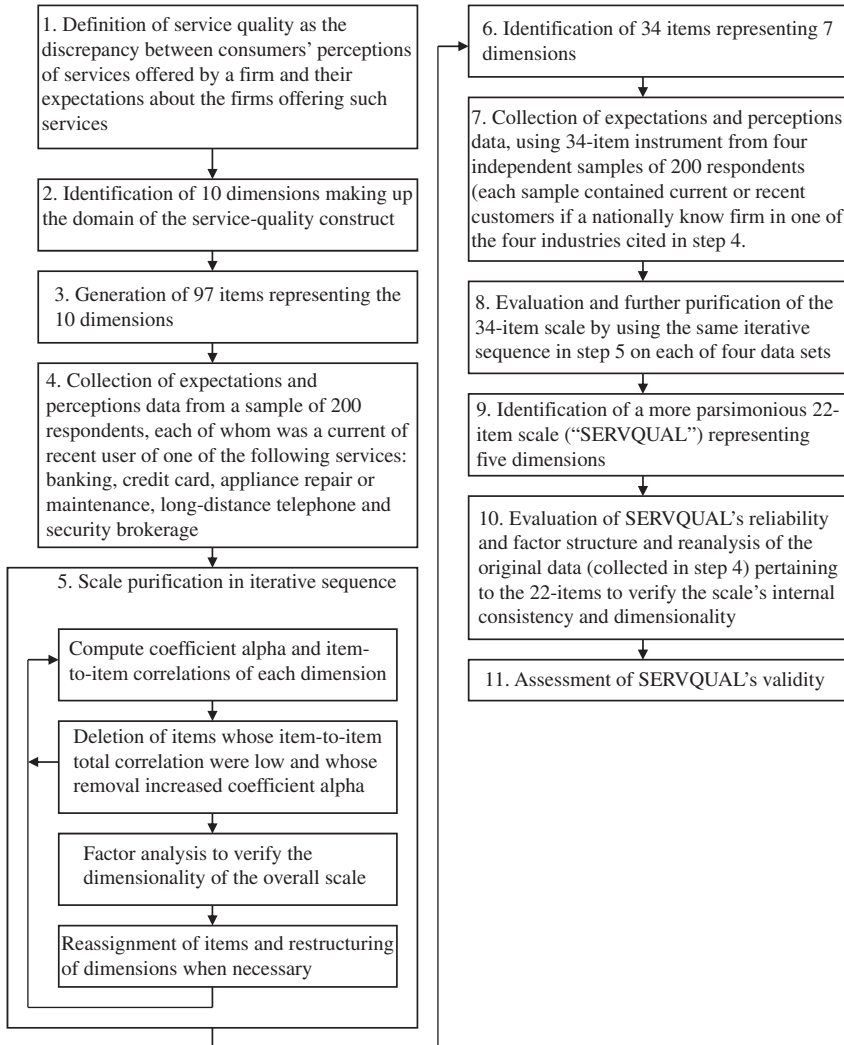 1. Definition of service quality as the
discrepancy between consumers’ perceptions
of services offered by a firm and their
expectations about the firms offering such
services
2. Identification of 10 dimensions making up
the domain of the service-quality construct
3. Generation of 97 items representing the
10 dimensions
4. Collection of expectations and
perceptions data from a sample of 200
respondents, each of whom was a current of
recent user of one of the following services:
banking, credit card, appliance repair or
maintenance, long-distance telephone and
security brokerage
5. Scale purification in iterative sequence
Compute coefficient alpha and item-
to-item correlations of each dimension
Deletion of items whose item-to-item
total correlation were low and whose
removal increased coefficient alpha
Factor analysis to verify the
dimensionality of the overall scale
Reassignment of items and restructuring
of dimensions when necessary
6. Identification of 34 items representing 7
dimensions
7. Collection of expectations and perceptions
data, using 34-item instrument from four
independent samples of 200 respondents
(each sample contained current or recent
customers if a nationally know firm in one of
the four industries cited in step 4.
8. Evaluation and further purification of the
34-item scale by using the same iterative
sequence in step 5 on each of four data sets
9. Identification of a more parsimonious 22-
item scale (“SERVQUAL”) representing
five dimensions
10. Evaluation of SERVQUAL’s reliability
and factor structure and reanalysis of the
original data (collected in step 4) pertaining
to the 22-items to verify the scale’s internal
consistency and dimensionality
11. Assessment of SERVQUAL’s validity